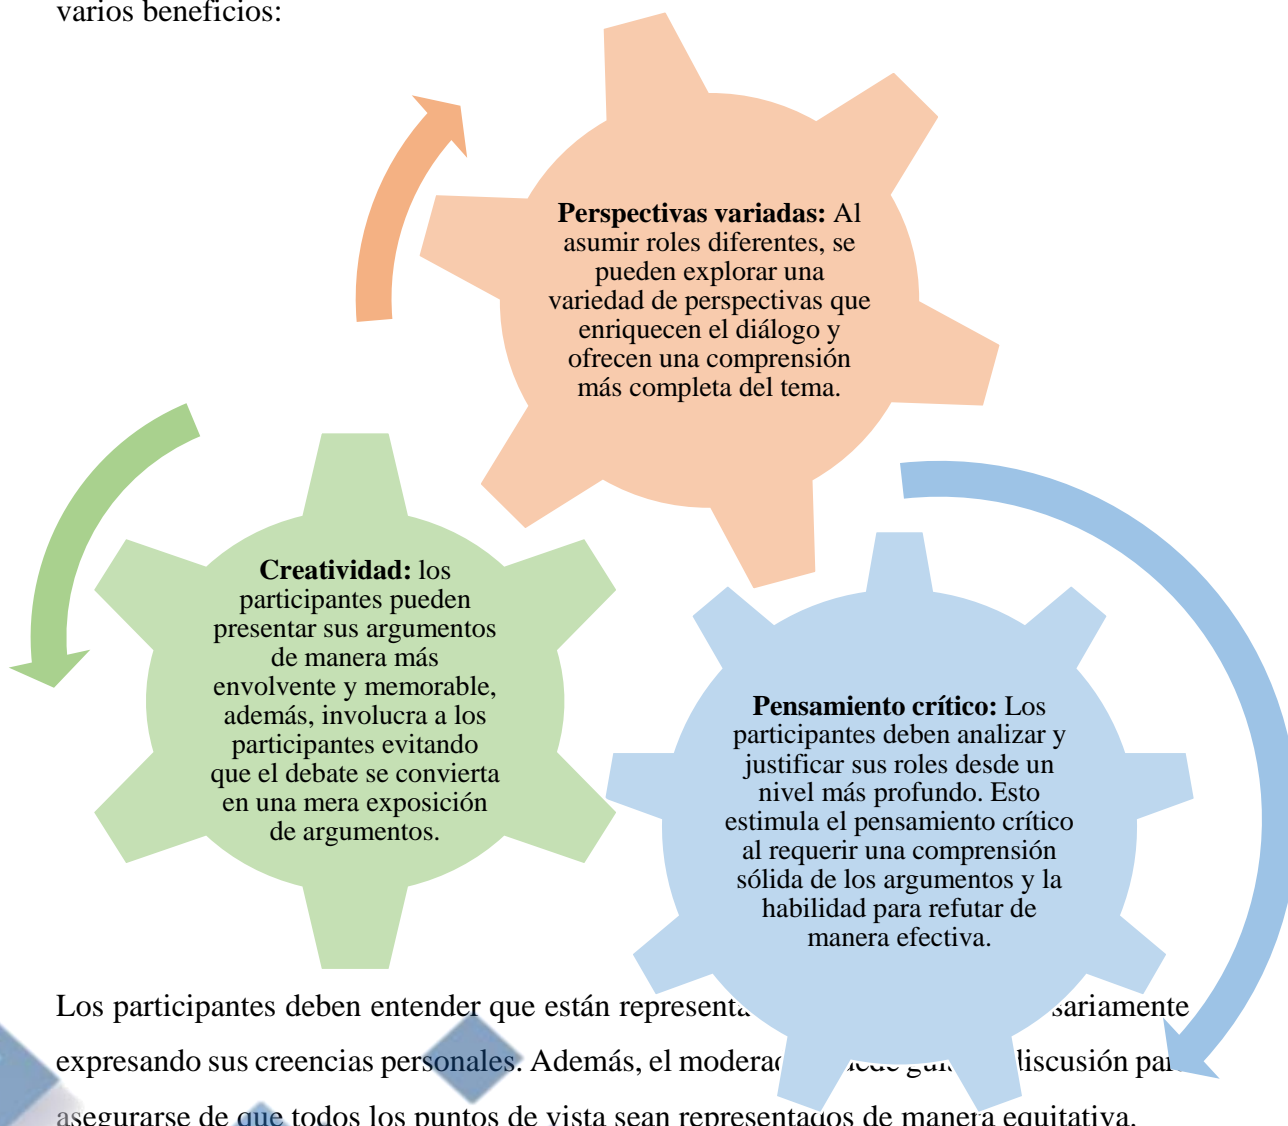 varios beneficios:
Perspectivas variadas: Al
asumir roles diferentes, se
pueden explorar una
variedad de perspectivas que
enriquecen el diálogo y
ofrecen una comprensión
más completa del tema.
Creatividad: los
participantes pueden
presentar sus argumentos
de manera más
envolvente y memorable,
además, involucra a los
participantes evitando
que el debate se convierta
en una mera exposición
de argumentos.
Pensamiento crítico: Los
participantes deben analizar y
justificar sus roles desde un
nivel más profundo. Esto
estimula el pensamiento crítico
al requerir una comprensión
sólida de los argumentos y la
habilidad para refutar de
manera efectiva.
Los participantes deben entender que están
expresando sus creencias personales. Además, el discusión para
asegurarse de que todos los puntos de vista sean representados de manera equitativa.